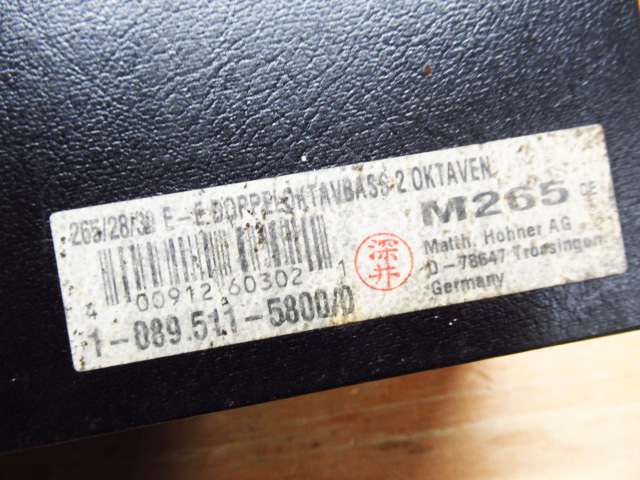 265/28/30 E-E DOPPELOKTAVBASS 2 OKTAVEN
M265 CE
4 00912 60302 1
深井
Matth. Hohner AG
D-78647 Trossingen
Germany
1-089.511-5800/0